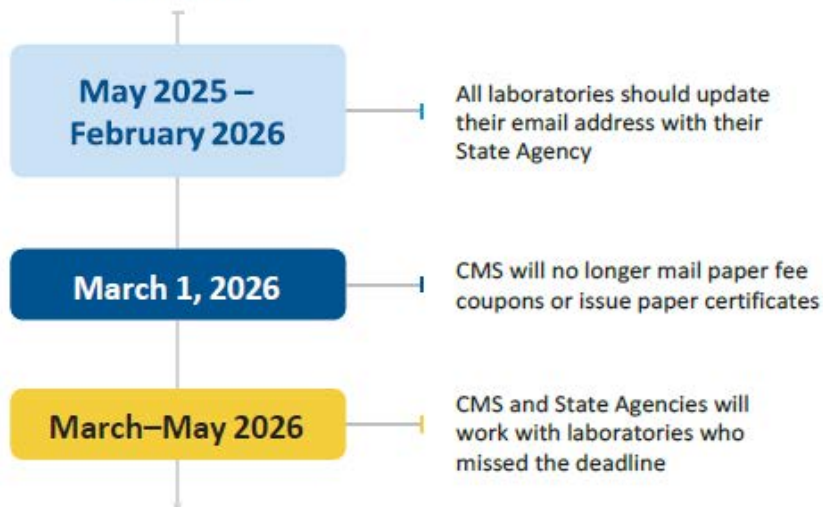 May 2025 –
February 2026
All laboratories should update
their email address with their
State Agency
March 1, 2026
CMS will no longer mail paper fee
coupons or issue paper certificates
March–May 2026
CMS and State Agencies will
work with laboratories who
missed the deadline